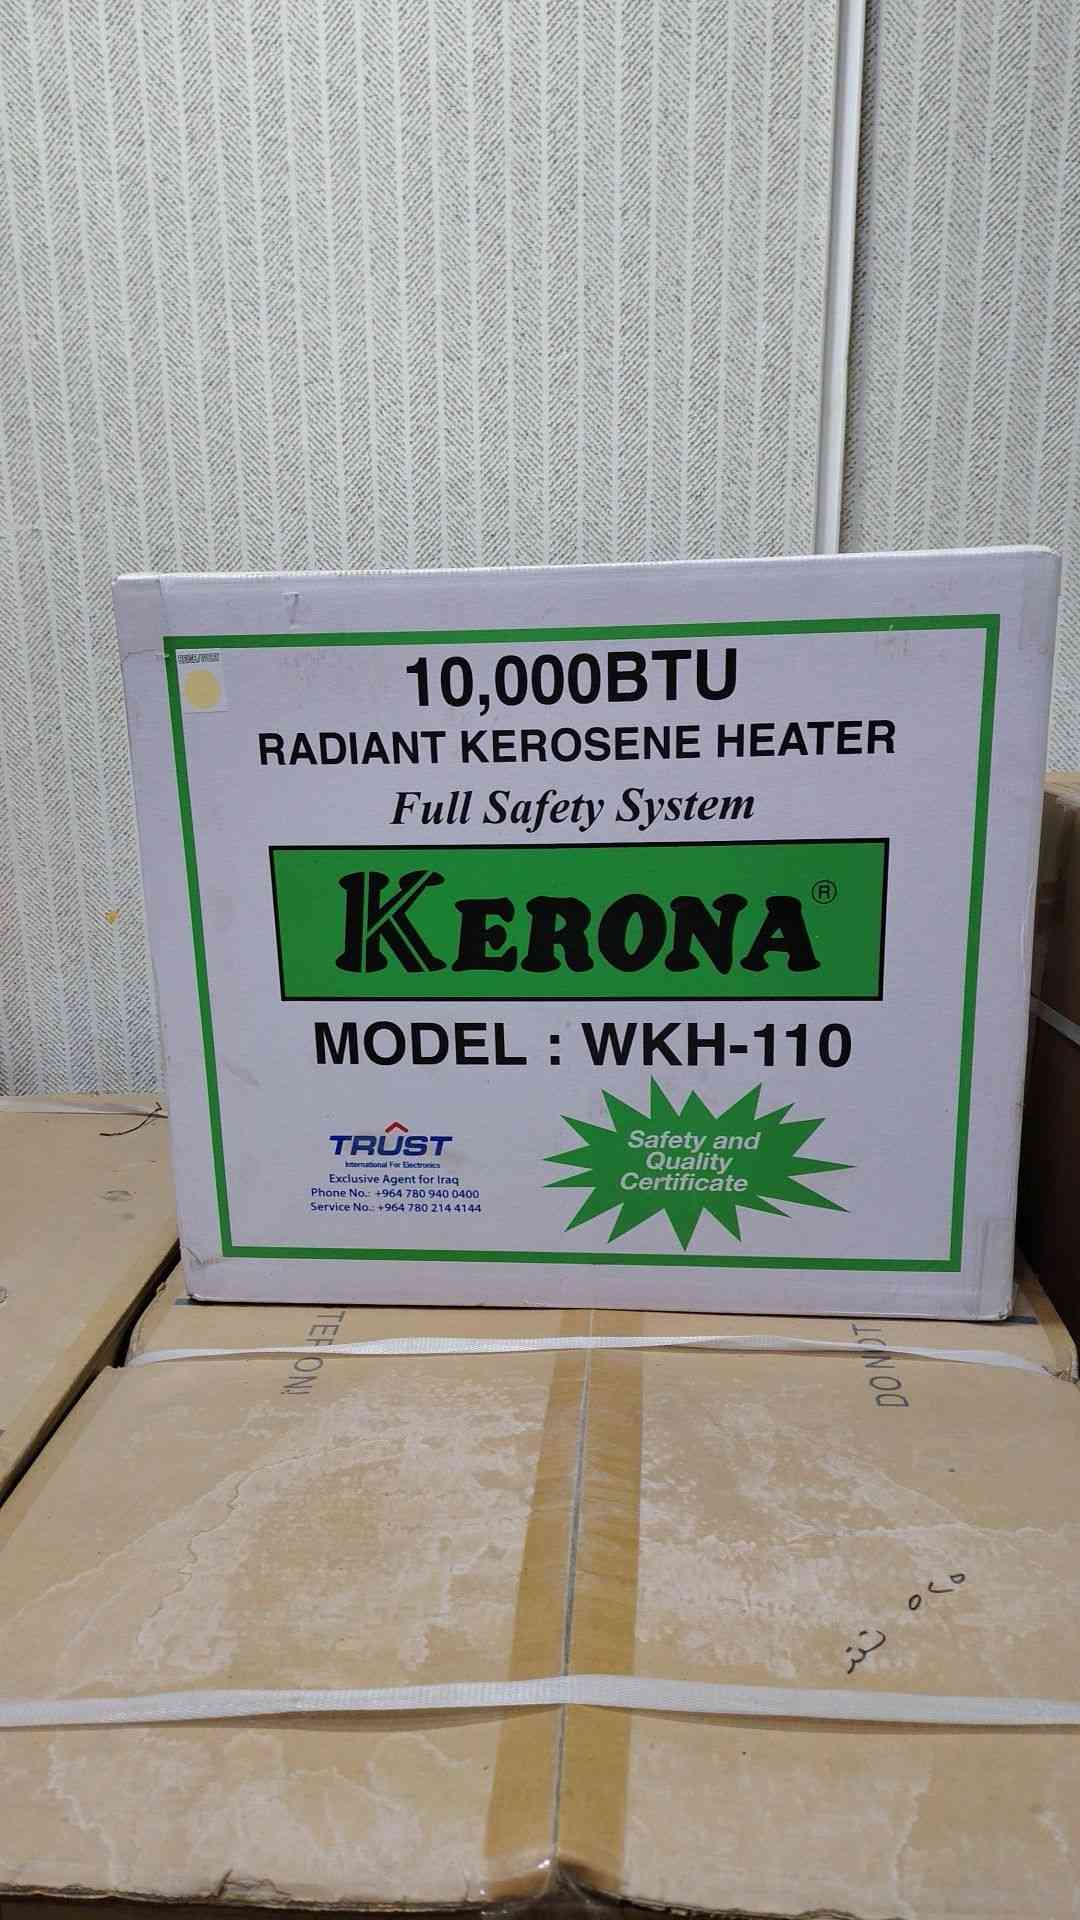 10,000BTU
RADIANT KEROSENE HEATER
Full Safety System
KERONA®
MODEL : WKH-110
TRUST
International For Electronics
Exclusive Agent for Iraq
Phone No.: +964 780 940 0400
Service No.: +964 780 214 4144
Safety and
Quality
Certificate
DO NOT
TEP ON!